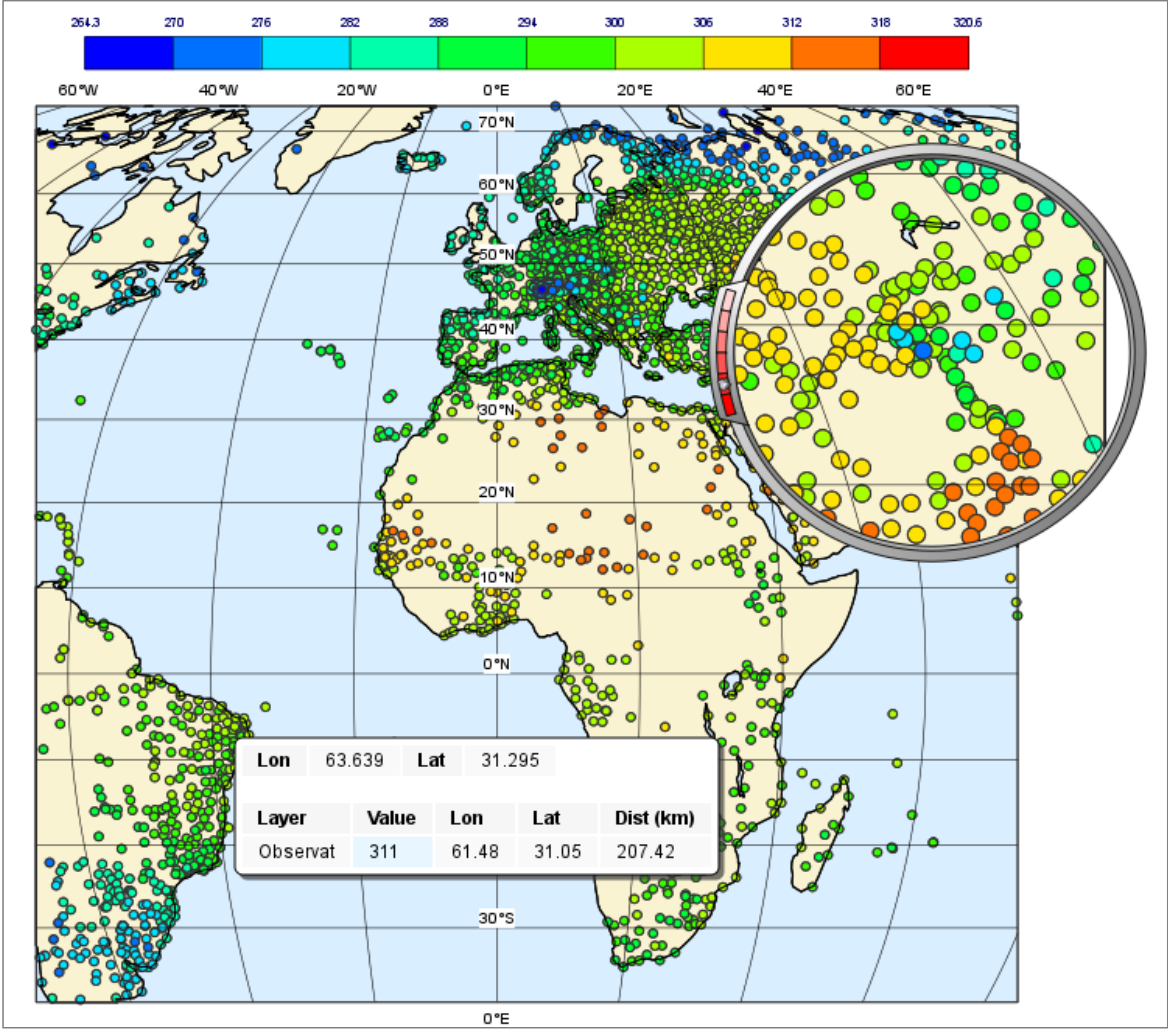 264.3 270 276 282 288 294 300 306 312 318 320.6
60°W 40°W 20°W 0°E 20°E 40°E 60°E
70°N
60°N
50°N
40°N
30°N
20°N
10°N
0°N
Lon 63.639 Lat 31.295
Layer Value Lon Lat Dist (km)
Observat 311 61.48 31.05 207.42
30°S
0°E